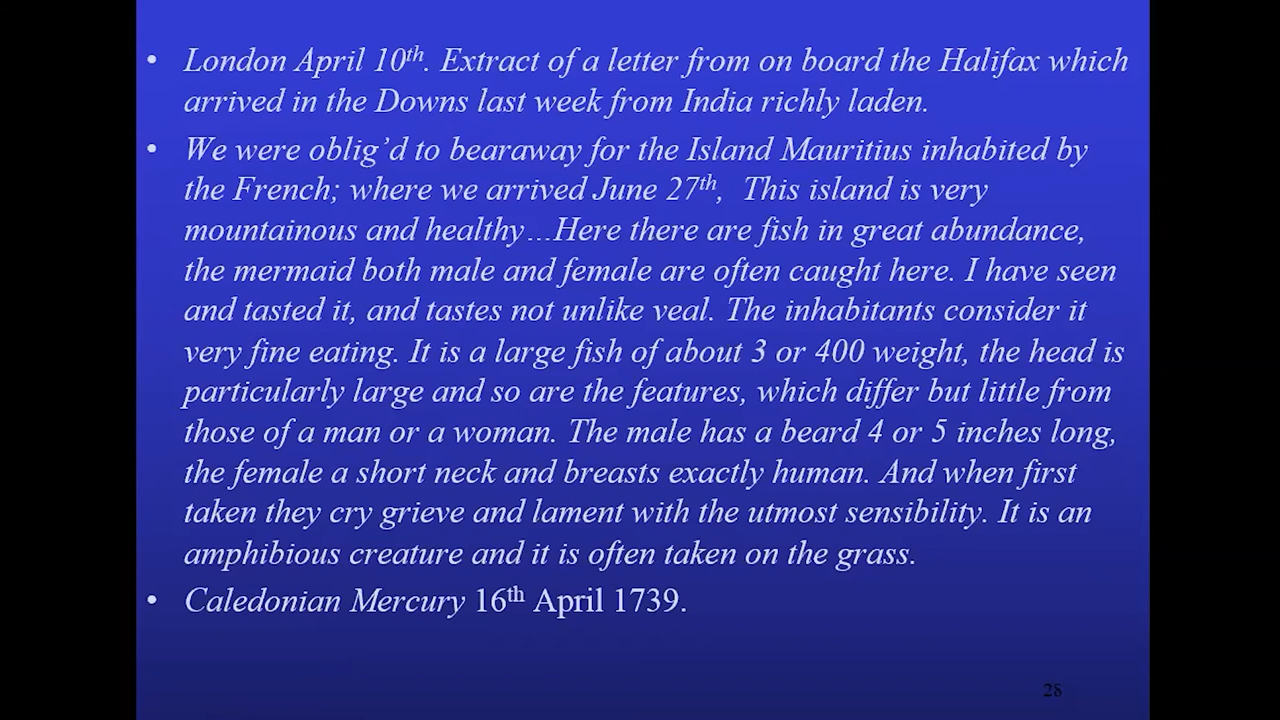 • London April 10th. Extract of a letter from on board the Halifax which
arrived in the Downs last week from India richly laden.
• We were oblig’d to bearaway for the Island Mauritius inhabited by
the French; where we arrived June 27th, This island is very
mountainous and healthy…Here there are fish in great abundance,
the mermaid both male and female are often caught here. I have seen
and tasted it, and tastes not unlike veal. The inhabitants consider it
very fine eating. It is a large fish of about 3 or 400 weight, the head is
particularly large and so are the features, which differ but little from
those of a man or a woman. The male has a beard 4 or 5 inches long,
the female a short neck and breasts exactly human. And when first
taken they cry grieve and lament with the utmost sensibility. It is an
amphibious creature and it is often taken on the grass.
• Caledonian Mercury 16th April 1739.
28